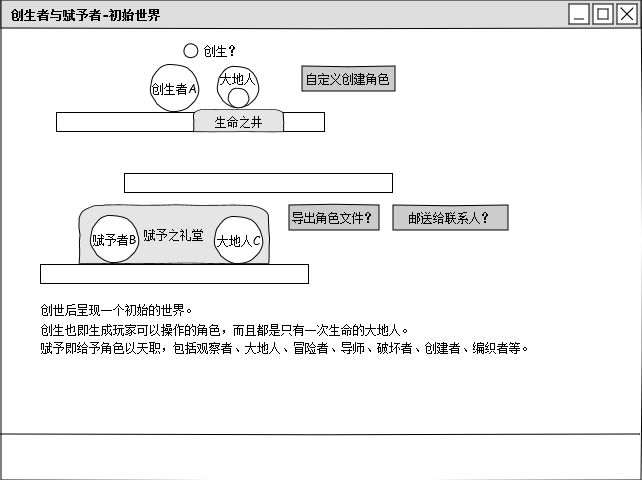 创生者与赋予者-初始世界
创生？
创生者A
大地人
自定义创建角色
生命之井
赋予者B
赋予之礼堂
大地人C
导出角色文件？
邮送给联系人？
创世后呈现一个初始的世界。
创生也即生成玩家可以操作的角色，而且都是只有一次生命的大地人。
赋予即给予角色以天职，包括观察者、大地人、冒险者、导师、破坏者、创建者、编织者等。